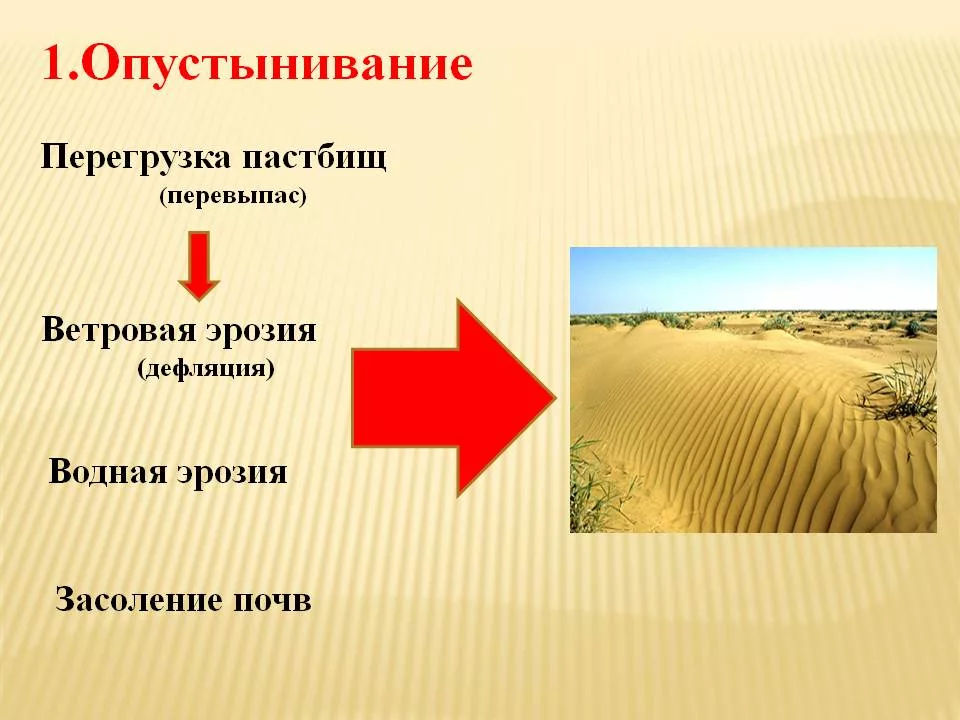 1.Опустынивание
Перегрузка пастбищ
(перевыпас)
Ветровая эрозия
(дефляция)
Водная эрозия
Засоление почв